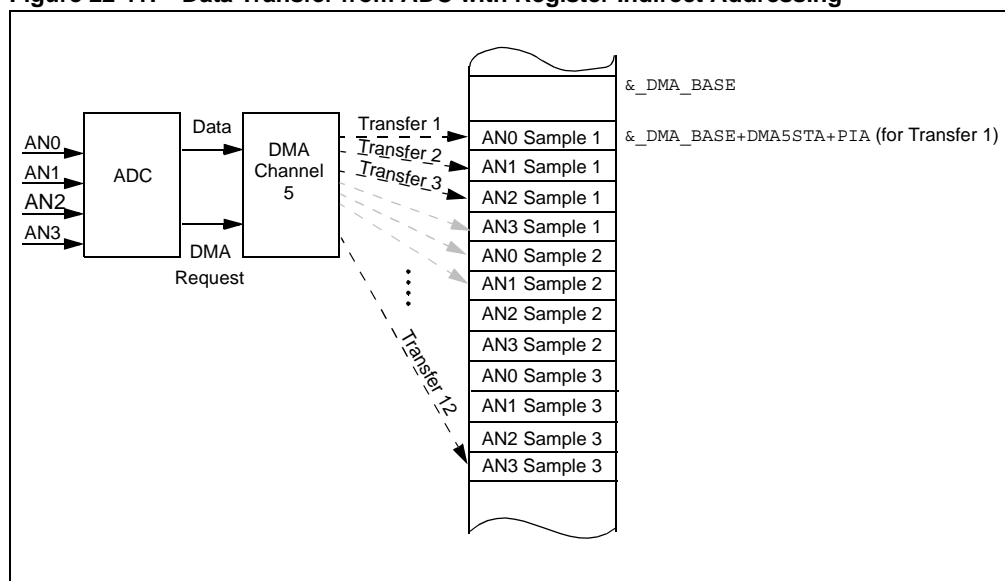 Figure Data Transfer from ADC with Register Indirect Addressing
&_DMA_BASE
&_DMA_BASE+DMA5STA+PIA (for Transfer 1)
AN0
AN1
AN2
AN3
ADC
Data
DMA
Request
DMA
Channel
5
Transfer 1
Transfer 2
Transfer 3
Transfer 12
AN0 Sample 1
AN1 Sample 1
AN2 Sample 1
AN3 Sample 1
AN0 Sample 2
AN1 Sample 2
AN2 Sample 2
AN3 Sample 2
AN0 Sample 3
AN1 Sample 3
AN2 Sample 3
AN3 Sample 3